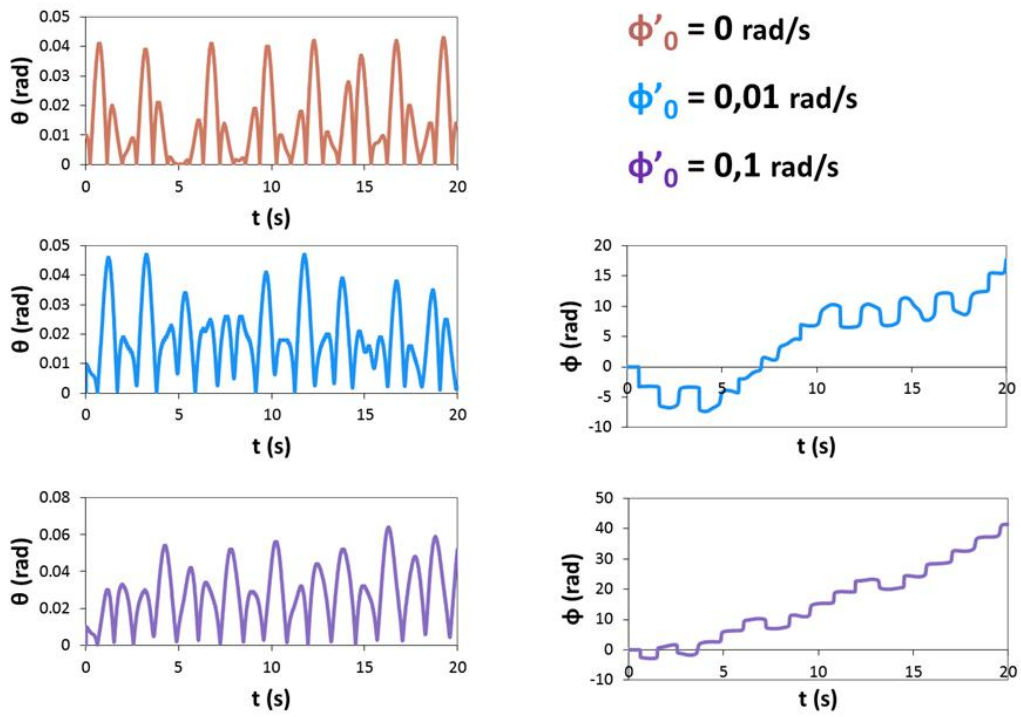 ϕ'₀ = 0 rad/s
ϕ'₀ = 0,01 rad/s
ϕ'₀ = 0,1 rad/s
θ (rad)
0.05
0.04
0.03
0.02
0.01
0
0 5 10 15 20
t (s)
θ (rad)
0.05
0.04
0.03
0.02
0.01
0
0 5 10 15 20
t (s)
ϕ (rad)
20
15
10
5
0
-5
-10
0 5 10 15 20
t (s)
θ (rad)
0.08
0.06
0.04
0.02
0
0 5 10 15 20
t (s)
ϕ (rad)
50
40
30
20
10
0
-10
0 5 10 15 20
t (s)